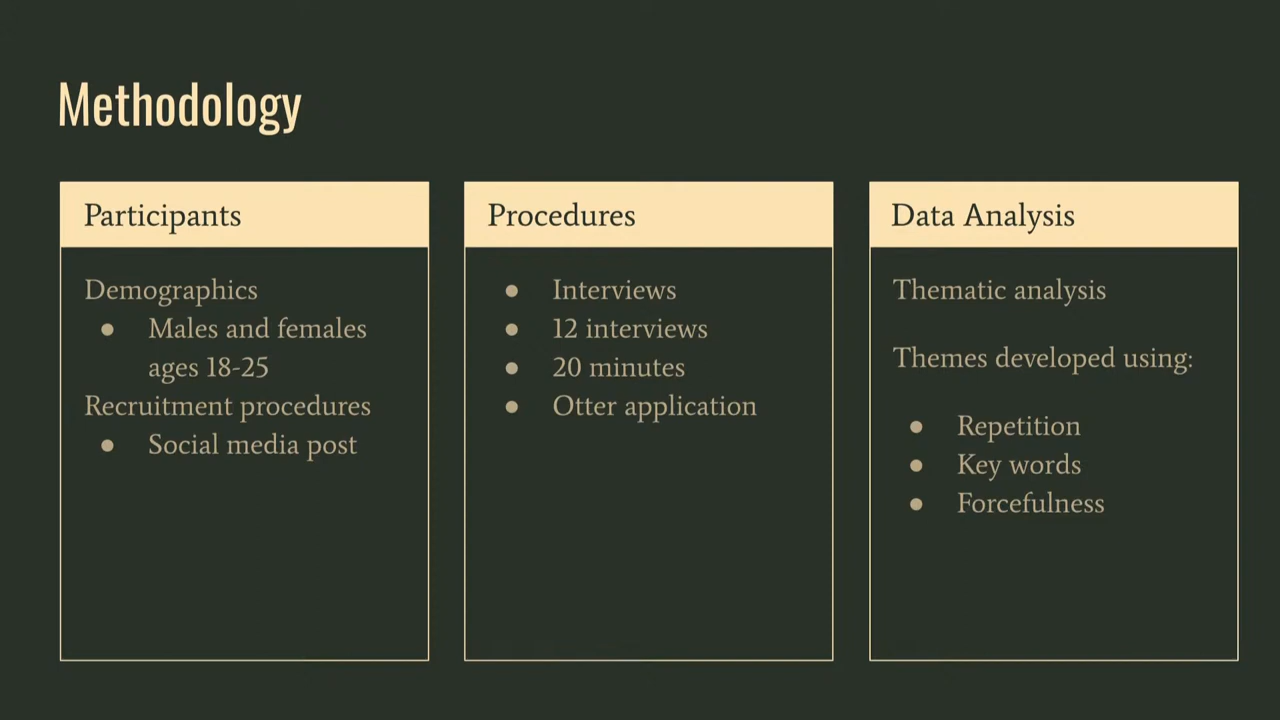 Methodology
Participants
Demographics
● Males and females
ages 18-25
Recruitment procedures
● Social media post
Procedures
● Interviews
● 12 interviews
● 20 minutes
● Otter application
Data Analysis
Thematic analysis
Themes developed using:
● Repetition
● Key words
● Forcefulness